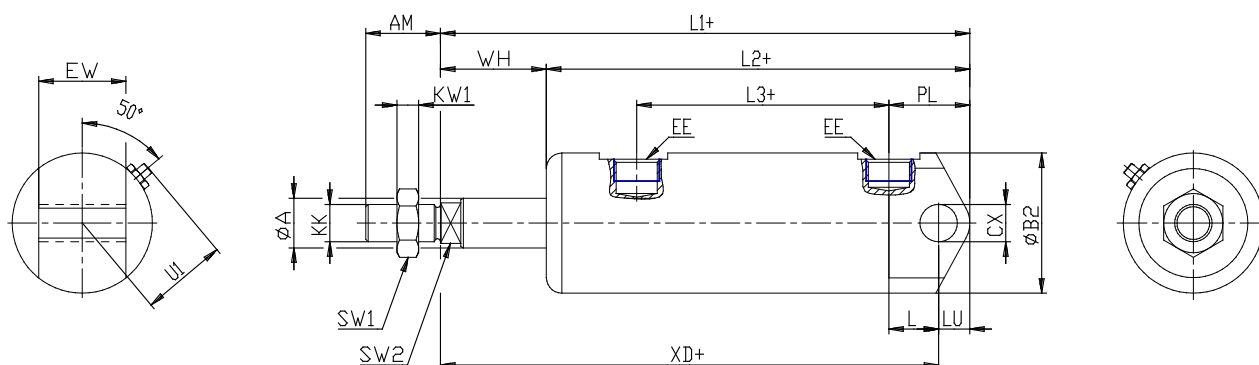 AM
L1+
EW
WH
L2+
50°
KW1
L3+
PL
EE
EE
ØA
KK
CX
ØB2
U1
SW1
SW2
L
LU
XD+